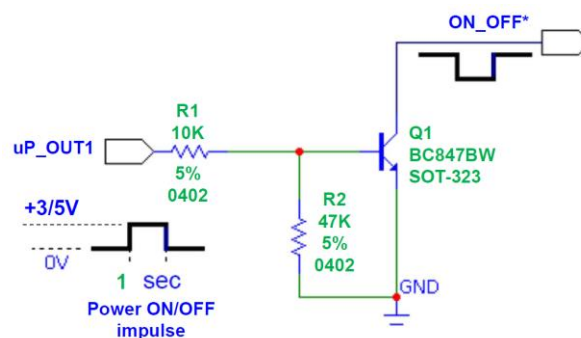 ON_OFF*
R1
10K
5%
0402
uP_OUT1
Q1
BC847BW
SOT-323
R2
47K
5%
0402
+3/5V
0V
1 sec
Power ON/OFF
impulse
GND